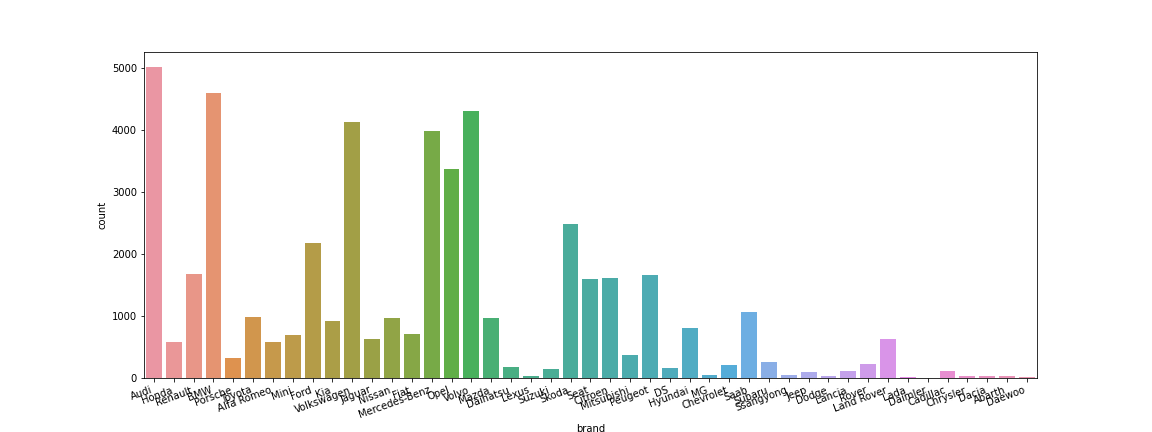 5000
4000
3000
2000
1000
0
count
Audi
Honda
Renault
BMW
Porsche
Toyota
Alfa Romeo
Mini
Ford
Kia
Volkswagen
Jaguar
Nissan
Fiat
Mercedes-Benz
Opel
Volvo
Mazda
Daihatsu
Lexus
Suzuki
Skoda
Seat
Citroen
Mitsubishi
Peugeot
DS
Hyundai
MG
Chevrolet
Saab
Subaru
Ssangyong
Jeep
Dodge
Lancia
Rover
Land Rover
Lada
Daimler
Cadillac
Chrysler
Dacia
Abarth
Daewoo
brand